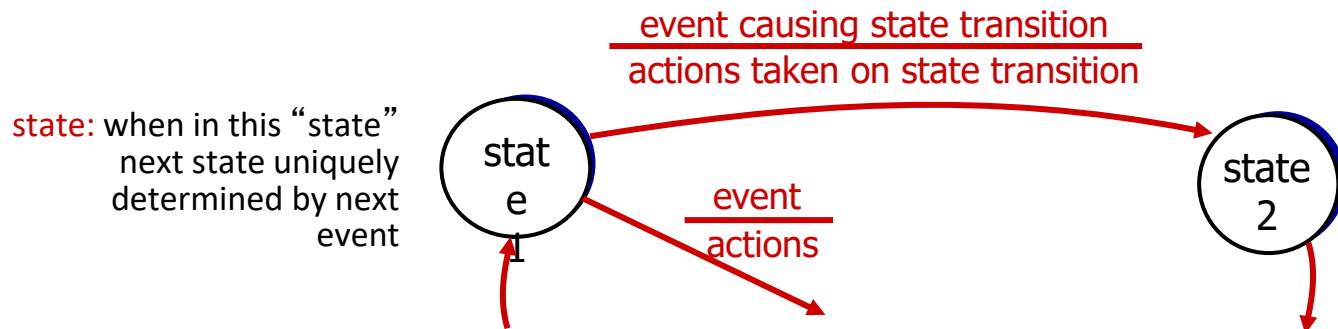 event causing state transition
actions taken on state transition
state: when in this “state”
next state uniquely
determined by next
event
stat
e
1
event
actions
state
2